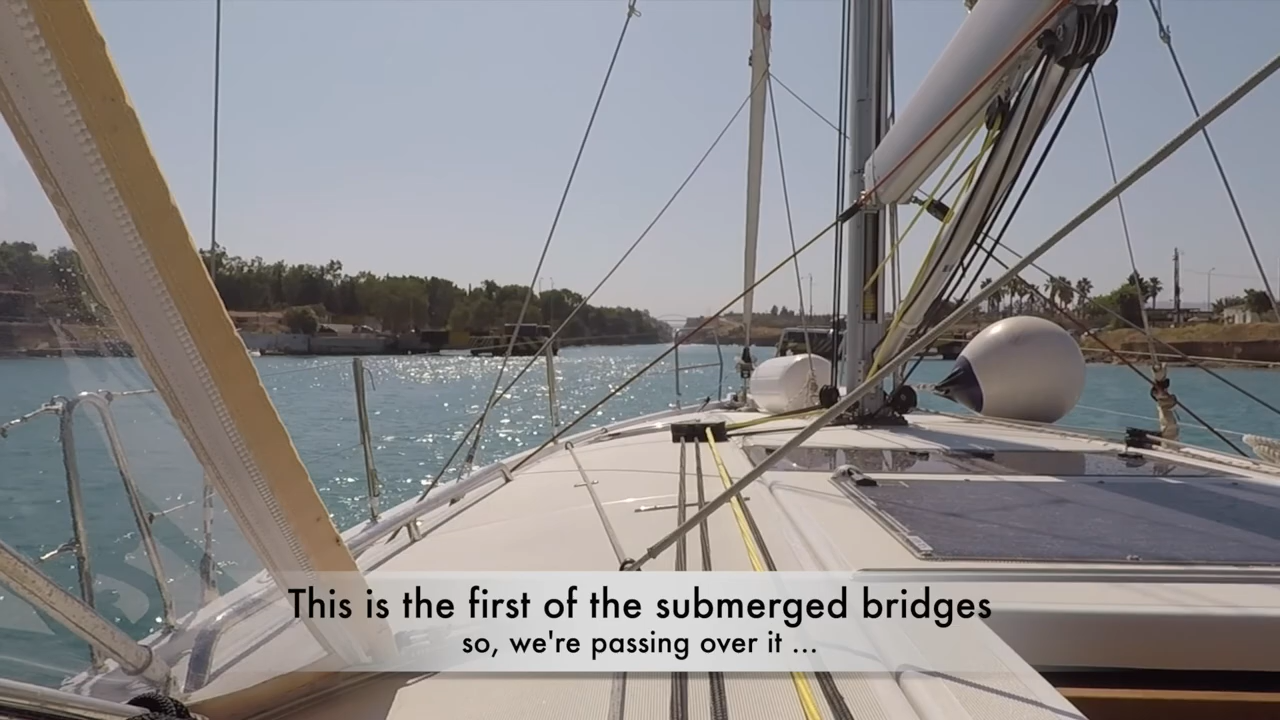 This is the first of the submerged bridges
so, we're passing over it ...